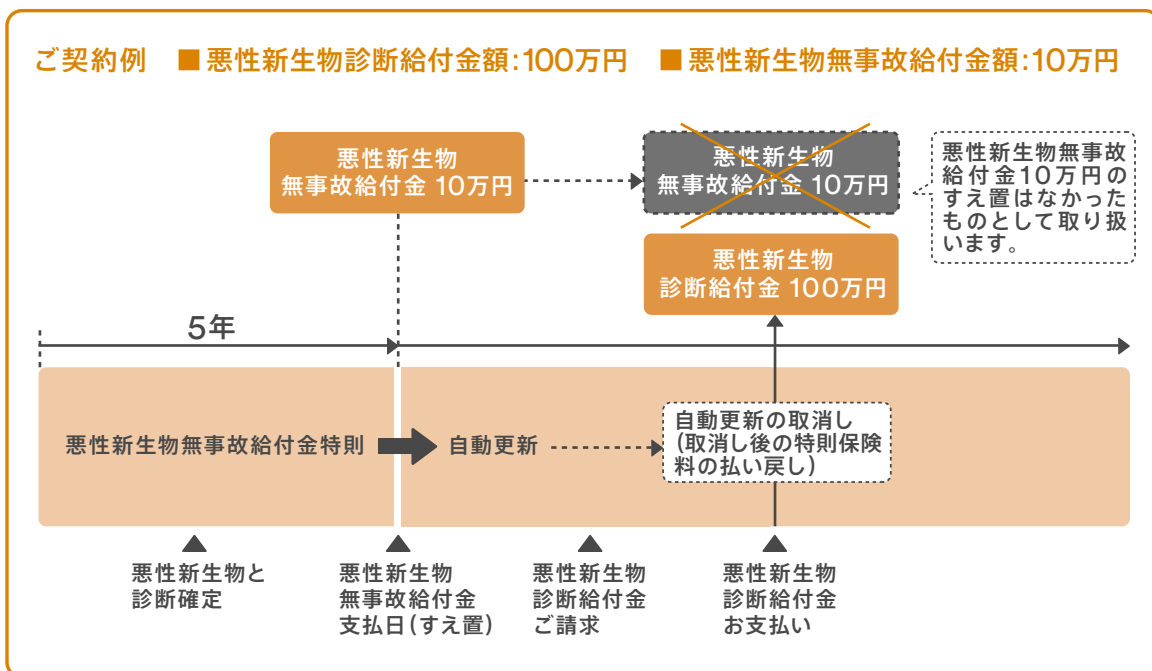 ご契約例 ■悪性新生物診断給付金額:100万円 ■悪性新生物無事故給付金額:10万円
悪性新生物
無事故給付金 10万円
悪性新生物
無事故給付金 10万円
悪性新生物無事故
給付金10万円の
すえ置はなかった
ものとして取り扱
います。
悪性新生物
診断給付金 100万円
5年
悪性新生物無事故給付金特則
自動更新
自動更新の取消し
(取消し後の特則保険
料の払い戻し)
悪性新生物と
診断確定
悪性新生物
無事故給付金
支払日(すえ置)
悪性新生物
診断給付金
ご請求
悪性新生物
診断給付金
お支払い